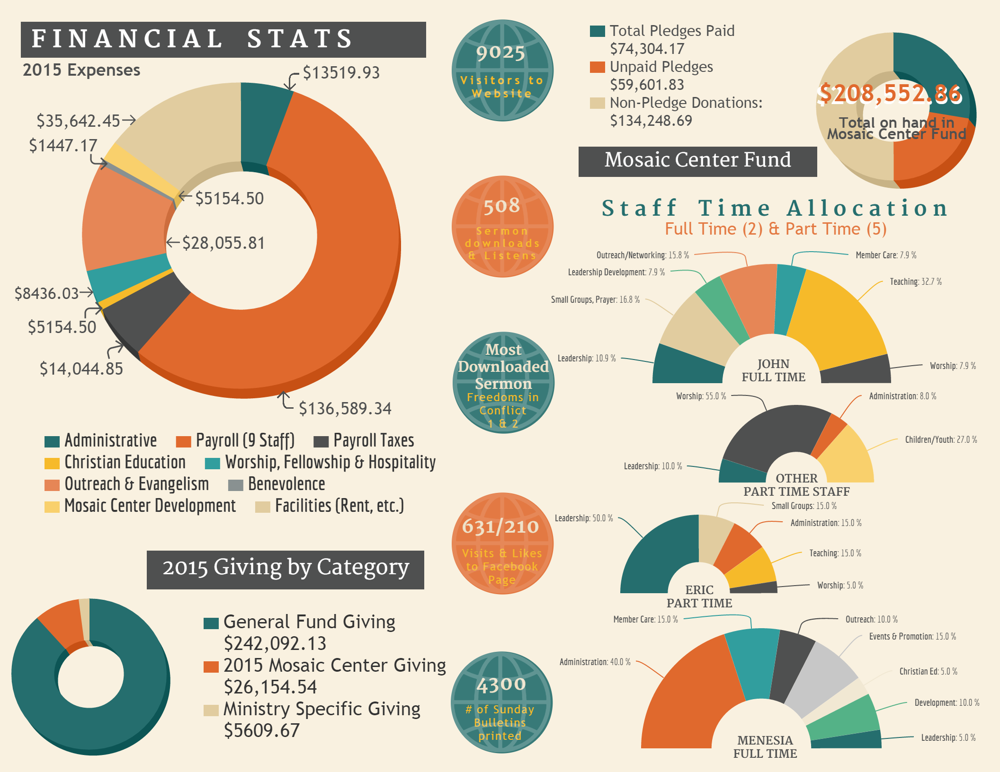 FINANCIAL STATS
2015 Expenses
$13519.93
$35,642.45
$1447.17
$5154.50
$28,055.81
$8436.03
$5154.50
$14,044.85
$136,589.34
Administrative
Payroll (9 Staff)
Payroll Taxes
Christian Education
Worship, Fellowship & Hospitality
Outreach & Evangelism
Benevolence
Mosaic Center Development
Facilities (Rent, etc.)
2015 Giving by Category
General Fund Giving
$242,092.13
2015 Mosaic Center Giving
$26,154.54
Ministry Specific Giving
$5609.67
9025
Visitors to
Website
508
Sermon
downloads
& Listens
Most
Downloaded
Sermon
Freedoms in
Conflict
1 & 2
631/210
Visits & Likes
to Facebook
Page
4300
# of Sunday
Bulletins
printed
Total Pledges Paid
$74,304.17
Unpaid Pledges
$59,601.83
Non-Pledge Donations:
$134,248.69
$208,552.86
Total on hand in
Mosaic Center Fund
Mosaic Center Fund
Staff Time Allocation
Full Time (2) & Part Time (5)
Outreach/Networking: 15.8 %
Member Care: 7.9 %
Leadership Development: 7.9 %
Teaching: 32.7 %
Small Groups, Prayer: 16.8 %
Leadership: 10.9 %
Worship: 7.9 %
JOHN
FULL TIME
Worship: 55.0 %
Administration: 8.0 %
Children/Youth: 27.0 %
Leadership: 10.0 %
OTHER
PART TIME STAFF
Small Groups: 15.0 %
Leadership: 50.0 %
Administration: 15.0 %
Teaching: 15.0 %
Worship: 5.0 %
ERIC
PART TIME
Member Care: 15.0 %
Outreach: 10.0 %
Events & Promotion: 15.0 %
Administration: 40.0 %
Christian Ed: 5.0 %
Development: 10.0 %
Leadership: 5.0 %
MENESIA
FULL TIME